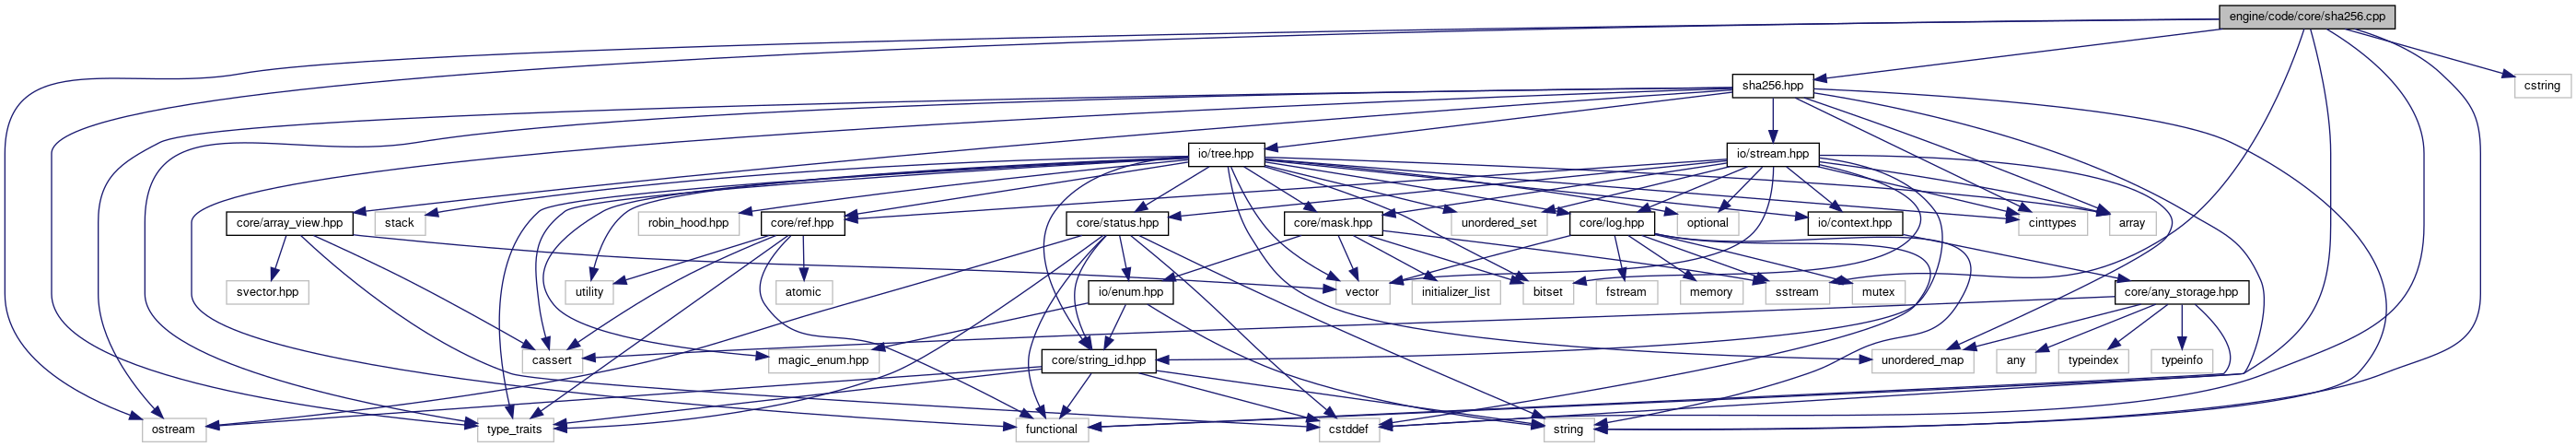 engine/code/core/sha256.cpp
sha256.hpp
cstring
io/tree.hpp
io/stream.hpp
core/array_view.hpp
stack
robin_hood.hpp
core/ref.hpp
core/status.hpp
core/mask.hpp
unordered_set
core/log.hpp
optional
io/context.hpp
cinttypes
array
svector.hpp
utility
atomic
io/enum.hpp
vector
initializer_list
bitset
fstream
memory
sstream
mutex
core/any_storage.hpp
cassert
magic_enum.hpp
core/string_id.hpp
unordered_map
any
typeindex
typeinfo
ostream
type_traits
functional
cstddef
string